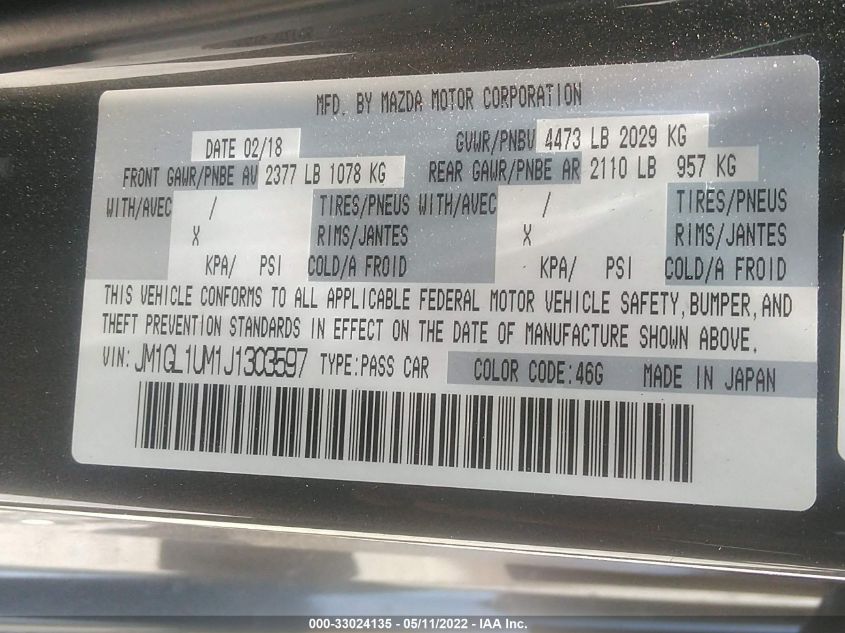 MFD. BY MAZDA MOTOR CORPORATION
DATE 02/18 GVWR/PNBV 4473 LB 2029 KG
FRONT GAWR/PNBE AV 2377 LB 1078 KG REAR GAWR/PNBE AR 2110 LB 957 KG
WITH/AVEC / TIRES/PNEUS WITH/AVEC / TIRES/PNEUS
X RIMS/JANTES X RIMS/JANTES
KPA/ PSI COLD/A FROID KPA/ PSI COLD/A FROID
THIS VEHICLE CONFORMS TO ALL APPLICABLE FEDERAL MOTOR VEHICLE SAFETY, BUMPER, AND
THEFT PREVENTION STANDARDS IN EFFECT ON THE DATE OF MANUFACTURE SHOWN ABOVE.
VIN: JM1GL1UM1J1303597 TYPE: PASS CAR COLOR CODE: 46G MADE IN JAPAN
000-33024135 - 05/11/2022 - IAA Inc.